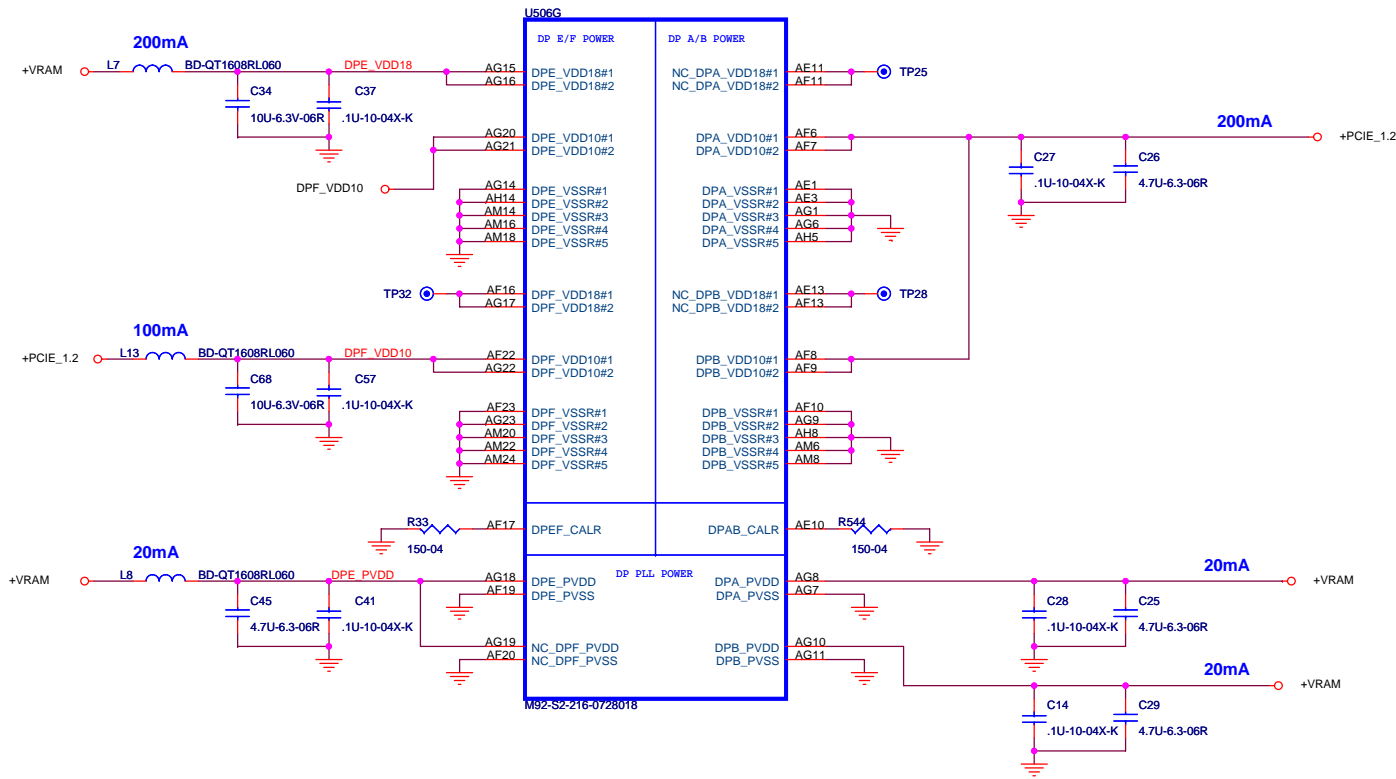 U506G
DP E/F POWER
DP A/B POWER
200mA
+VRAM
L7
BD-QT1608RL060
DPE_VDD18
C34
10U-6.3V-06R
C37
.1U-10-04X-K
AG15 DPE_VDD18#1
AG16 DPE_VDD18#2
AG20 DPE_VDD10#1
AG21 DPE_VDD10#2
DPF_VDD10
AG14 DPE_VSSR#1
AH14 DPE_VSSR#2
AM14 DPE_VSSR#3
AM16 DPE_VSSR#4
AM18 DPE_VSSR#5
TP32
AF16 DPF_VDD18#1
AG17 DPF_VDD18#2
100mA
+PCIE_1.2
L13
BD-QT1608RL060
DPF_VDD10
C68
10U-6.3V-06R
C57
.1U-10-04X-K
AF22 DPF_VDD10#1
AG22 DPF_VDD10#2
AF23 DPF_VSSR#1
AG23 DPF_VSSR#2
AM20 DPF_VSSR#3
AM22 DPF_VSSR#4
AM24 DPF_VSSR#5
R33
150-04
AF17 DPEF_CALR
20mA
+VRAM
L8
BD-QT1608RL060
DPE_PVDD
C45
4.7U-6.3-06R
C41
.1U-10-04X-K
DP PLL POWER
AG18 DPE_PVDD
AF19 DPE_PVSS
AG19 NC_DPF_PVDD
AF20 NC_DPF_PVSS
NC_DPA_VDD18#1 AE11
NC_DPA_VDD18#2 AF11
TP25
DPA_VDD10#1 AF6
DPA_VDD10#2 AF7
200mA
+PCIE_1.2
C27
.1U-10-04X-K
C26
4.7U-6.3-06R
DPA_VSSR#1 AE1
DPA_VSSR#2 AE3
DPA_VSSR#3 AG1
DPA_VSSR#4 AG6
DPA_VSSR#5 AH5
NC_DPB_VDD18#1 AE13
NC_DPB_VDD18#2 AF13
TP28
DPB_VDD10#1 AF8
DPB_VDD10#2 AF9
DPB_VSSR#1 AF10
DPB_VSSR#2 AG9
DPB_VSSR#3 AH8
DPB_VSSR#4 AM6
DPB_VSSR#5 AM8
DPAB_CALR AE10
R544
150-04
DPA_PVDD AG8
DPA_PVSS AG7
20mA
+VRAM
C28
.1U-10-04X-K
C25
4.7U-6.3-06R
DPB_PVDD AG10
DPB_PVSS AG11
20mA
+VRAM
C14
.1U-10-04X-K
C29
4.7U-6.3-06R
M92-S2-216-0728018